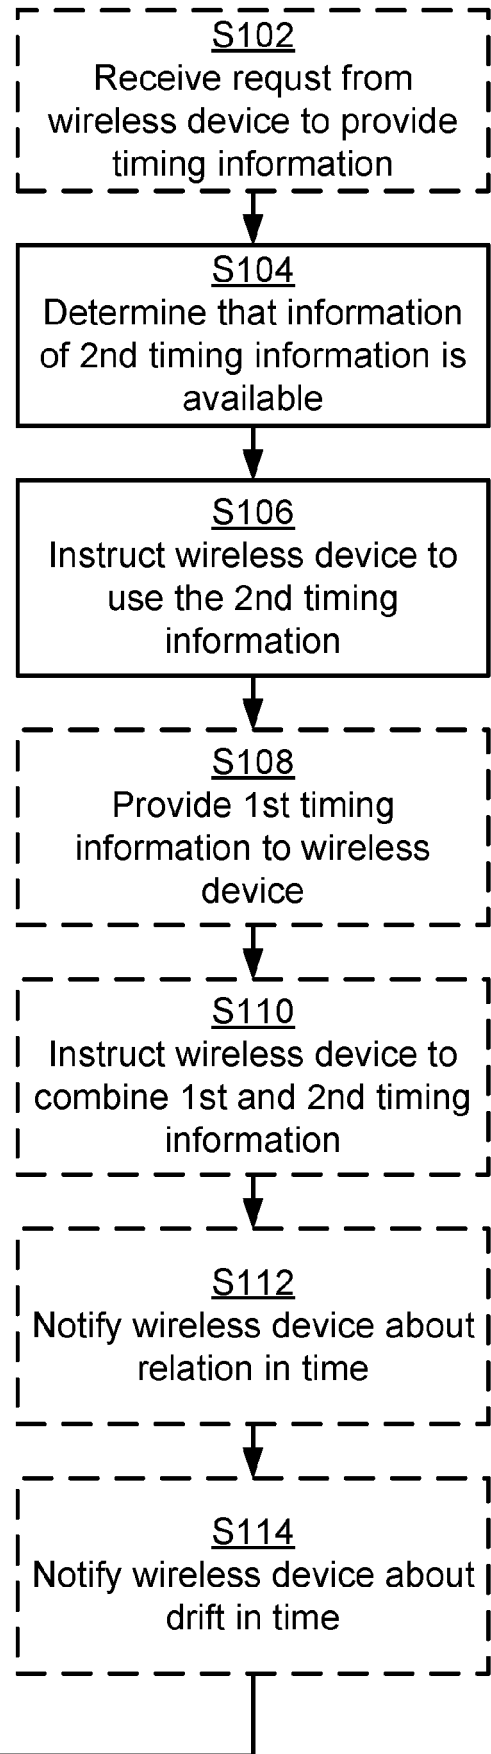 S102
Receive requst from
wireless device to provide
timing information
S104
Determine that information
of 2nd timing information is
available
S106
Instruct wireless device to
use the 2nd timing
information
S108
Provide 1st timing
information to wireless
device
S110
Instruct wireless device to
combine 1st and 2nd timing
information
S112
Notify wireless device about
relation in time
S114
Notify wireless device about
drift in time